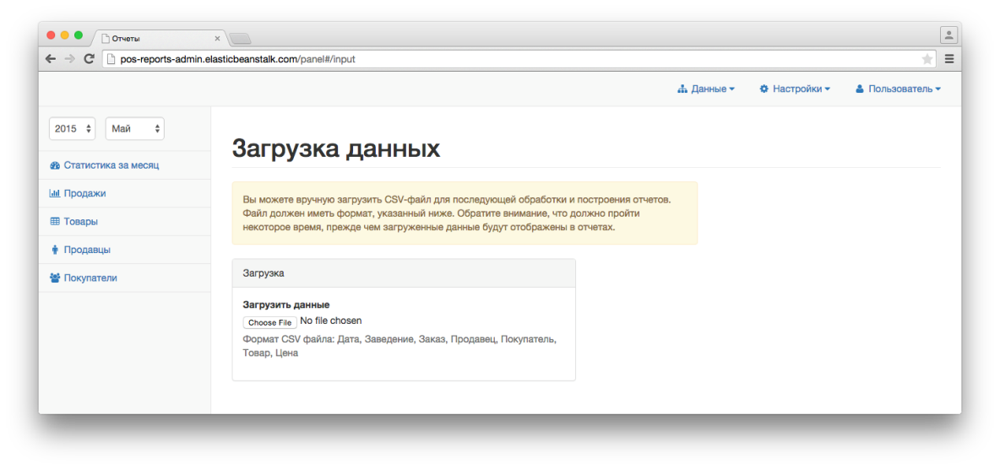 Отчеты
pos-reports-admin.elasticbeanstalk.com/panel#/input
Данные Настройки Пользователь
2015 Май
Статистика за месяц
Продажи
Товары
Продавцы
Покупатели
Загрузка данных
Вы можете вручную загрузить CSV-файл для последующей обработки и построения отчетов.
Файл должен иметь формат, указанный ниже. Обратите внимание, что должно пройти
некоторое время, прежде чем загруженные данные будут отображены в отчетах.
Загрузка
Загрузить данные
Choose File No file chosen
Формат CSV файла: Дата, Заведение, Заказ, Продавец, Покупатель,
Товар, Цена